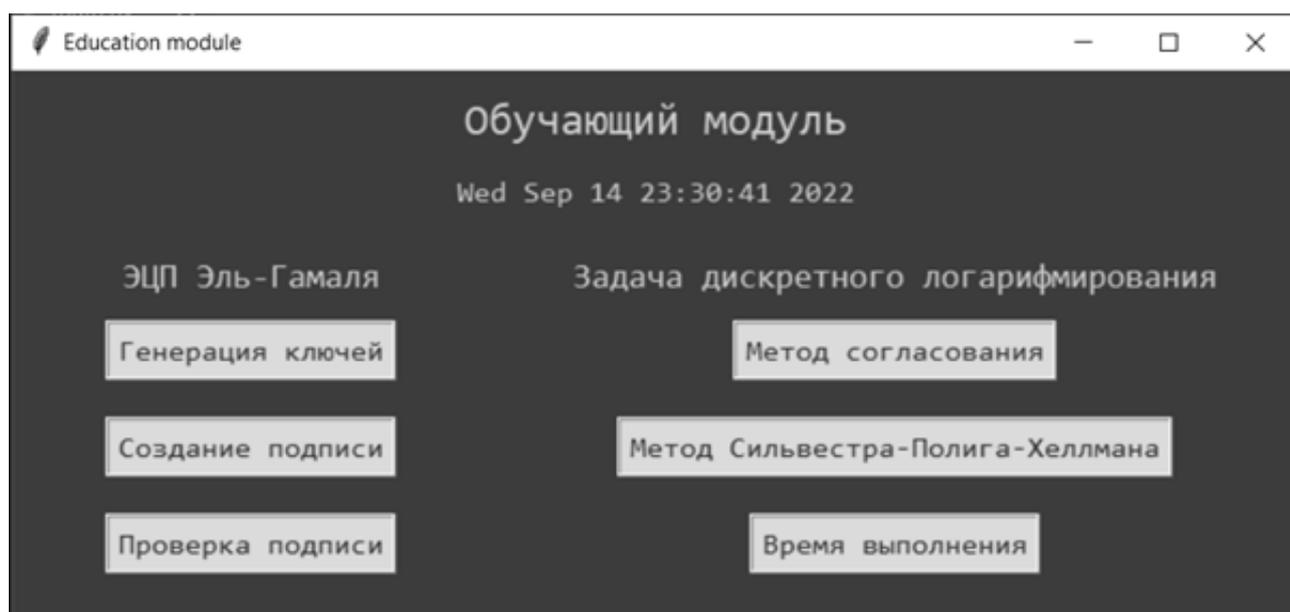 Education module
Обучающий модуль
Wed Sep 14 23:30:41 2022
ЭЦП Эль-Гамаля
Задача дискретного логарифмирования
Генерация ключей
Метод согласования
Создание подписи
Метод Сильвестра-Полига-Хеллмана
Проверка подписи
Время выполнения